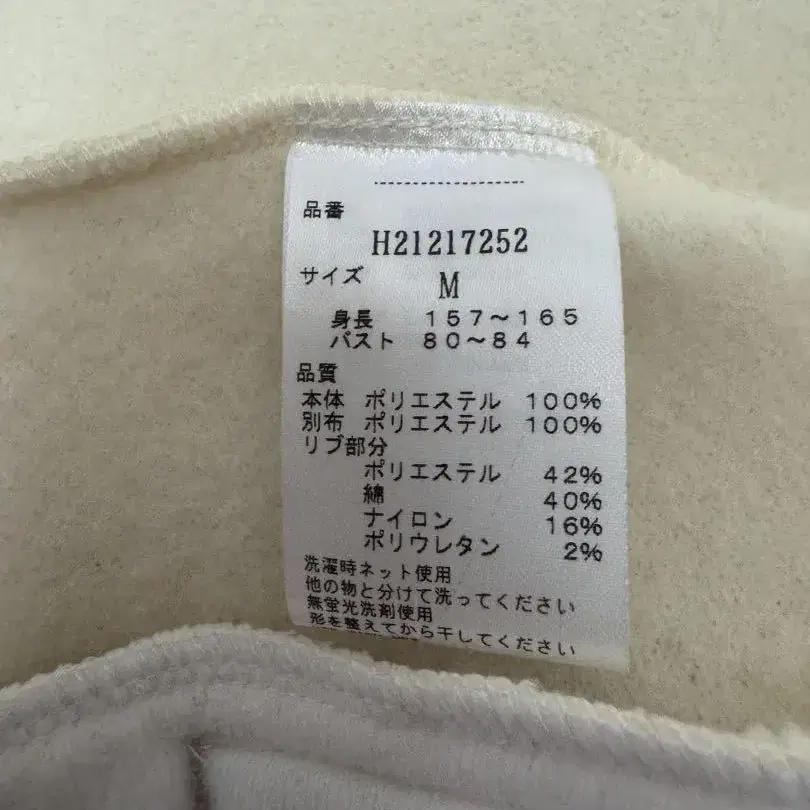 品番
H21217252
サイズ
M
身長 157～165
バスト 80～84
品質
本体 ポリエステル 100%
別布 ポリエステル 100%
リブ部分
ポリエステル 42%
綿 40%
ナイロン 16%
ポリウレタン 2%
洗濯時ネット使用
他の物と分けて洗ってください
無蛍光洗剤使用
形を整えてから干してください